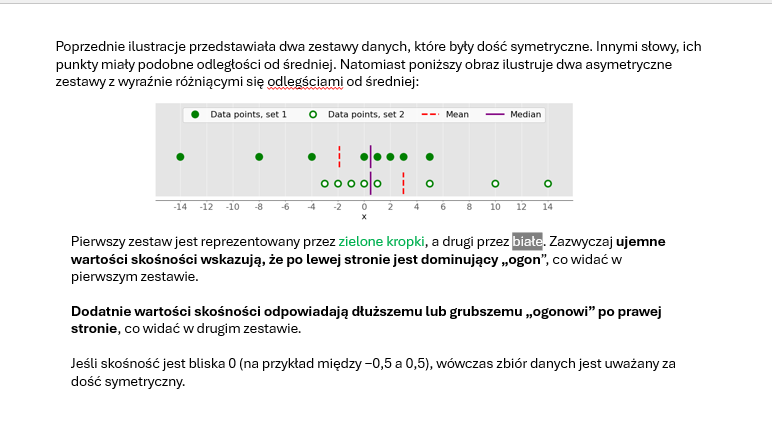 Poprzednie ilustracje przedstawiała dwa zestawy danych, które były dość symetryczne. Innymi słowy, ich
punkty miały podobne odległości od średniej. Natomiast poniższy obraz ilustruje dwa asymetryczne
zestawy z wyraźnie różniącymi się odlegściami od średniej:
Data points, set 1 Data points, set 2 Mean Median
-14 -12 -10 -8 -6 -4 -2 0 2 4 6 8 10 12 14
x
Pierwszy zestaw jest reprezentowany przez zielone kropki, a drugi przez białe. Zazwyczaj ujemne
wartości skośności wskazują, że po lewej stronie jest dominujący „ogon”, co widać w
pierwszym zestawie.
Dodatnie wartości skośności odpowiadają dłuższemu lub grubszemu „ogonowi” po prawej
stronie, co widać w drugim zestawie.
Jeśli skośność jest bliska 0 (na przykład między −0,5 a 0,5), wówczas zbiór danych jest uważany za
dość symetryczny.